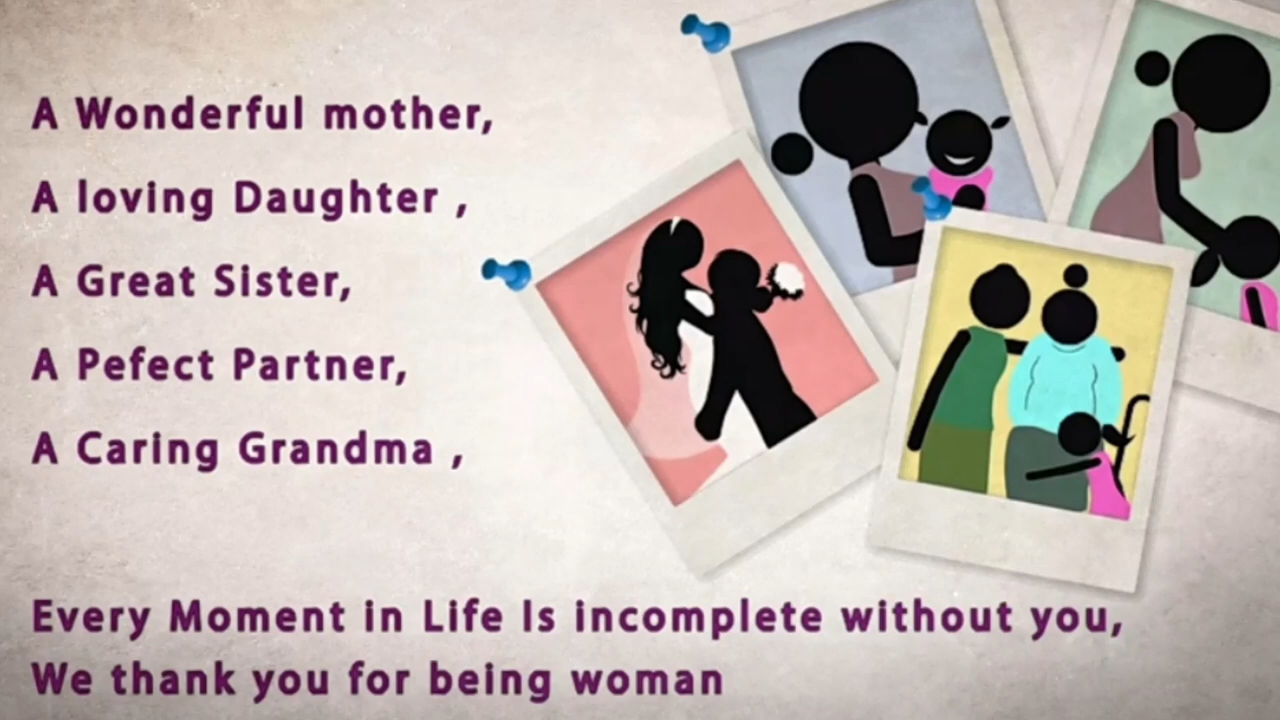 A Wonderful mother,
A loving Daughter ,
A Great Sister,
A Pefect Partner,
A Caring Grandma ,
Every Moment in Life Is incomplete without you,
We thank you for being woman